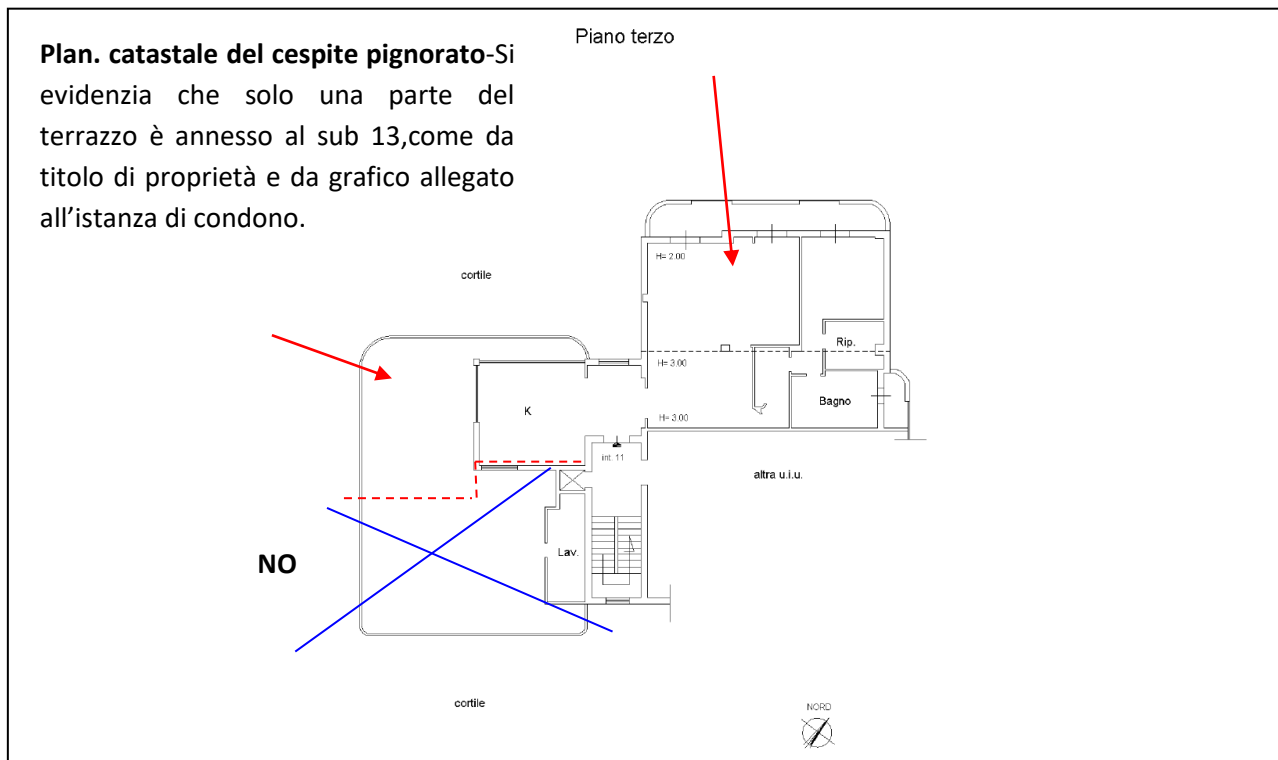 Piano terzo
Plan. catastale del cespite pignorato-Si
evidenzia che solo una parte del
terrazzo è annesso al sub 13,come da
titolo di proprietà e da grafico allegato
all’istanza di condono.
H= 2.00
cortile
Rip.
H= 3.00
K
Bagno
H= 3.00
int. 11
altra u.i.u.
Lav.
NO
cortile
NORD